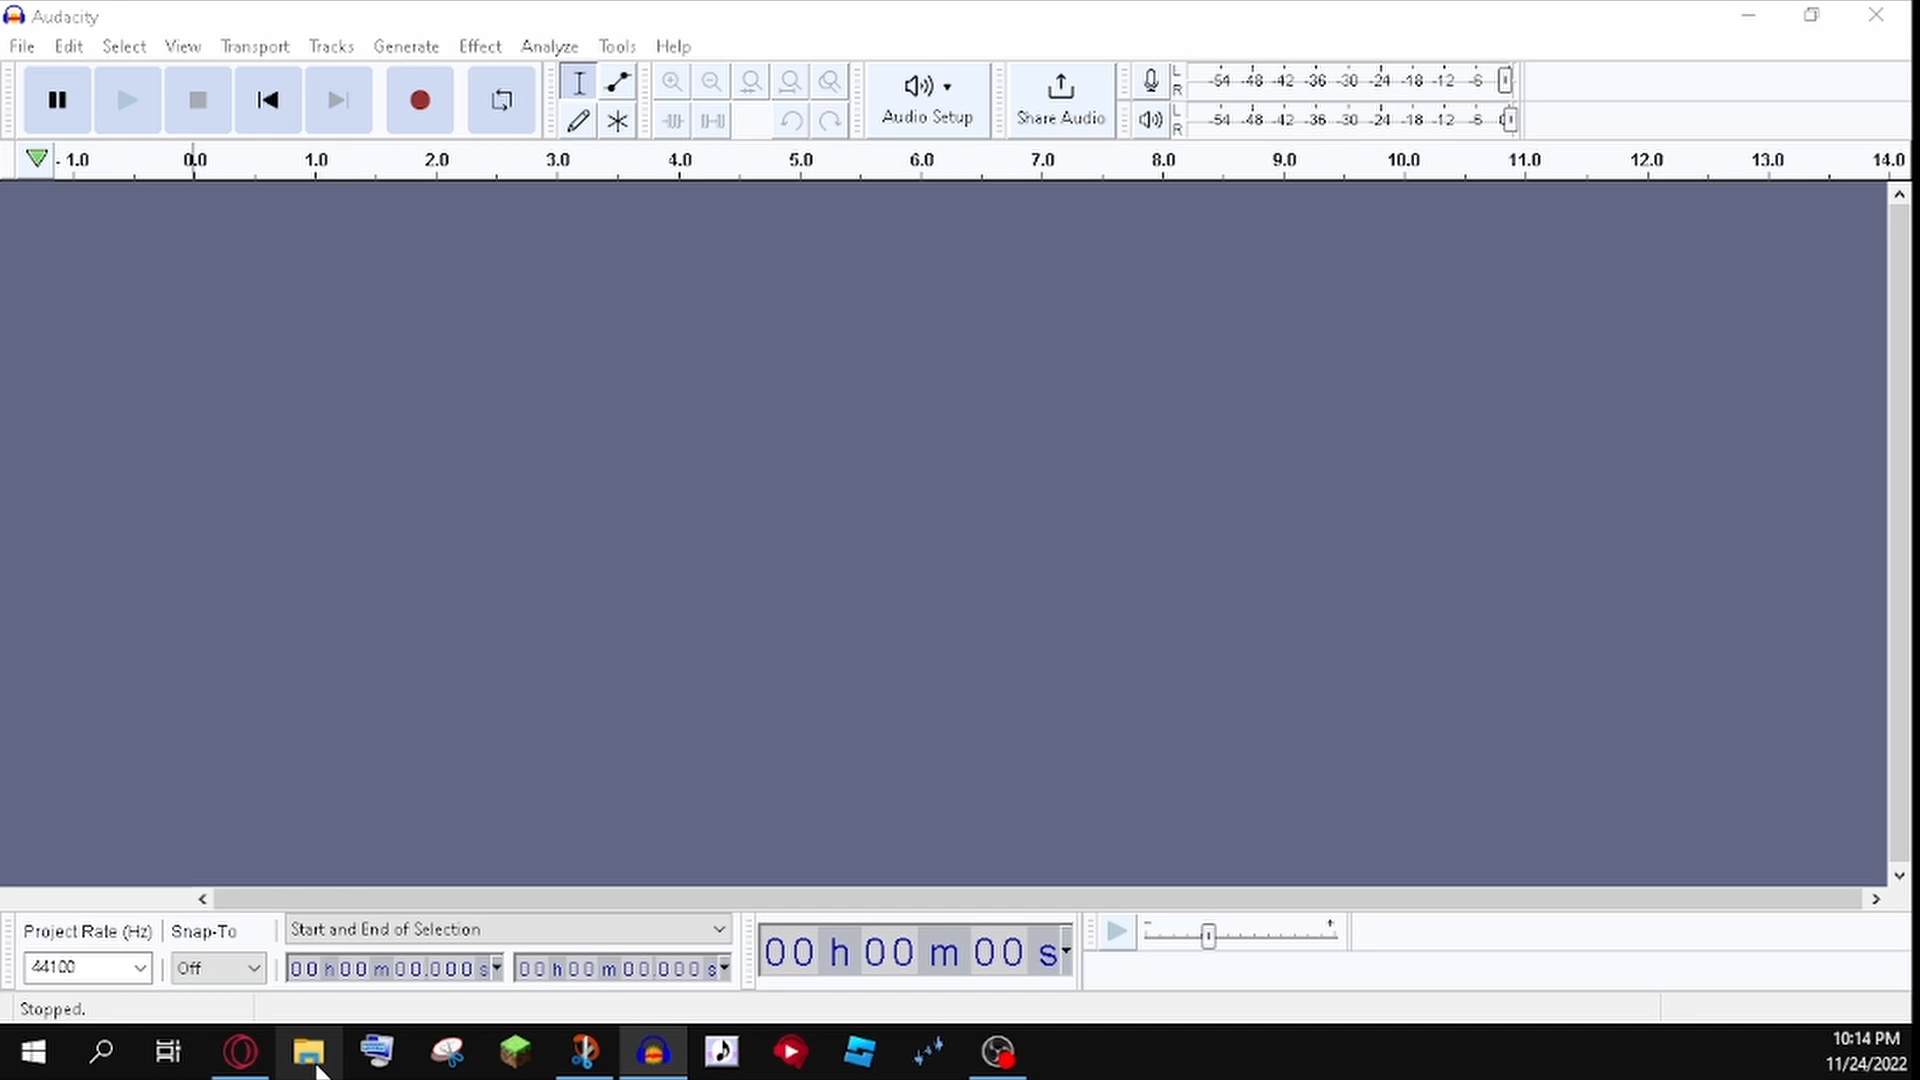 Audacity
File Edit Select View Transport Tracks Generate Effect Analyze Tools Help
L -54 -48 -42 -36 -30 -24 -18 -12 -6
R
Audio Setup Share Audio
L -54 -48 -42 -36 -30 -24 -18 -12 -6 0
R
- 1.0 0.0 1.0 2.0 3.0 4.0 5.0 6.0 7.0 8.0 9.0 10.0 11.0 12.0 13.0 14.0
Project Rate (Hz) Snap-To Start and End of Selection
44100 Off 00 h 00 m 00.000 s 00 h 00 m 00.000 s
00 h 00 m 00 s
- +
Stopped.
10:14 PM
11/24/2022